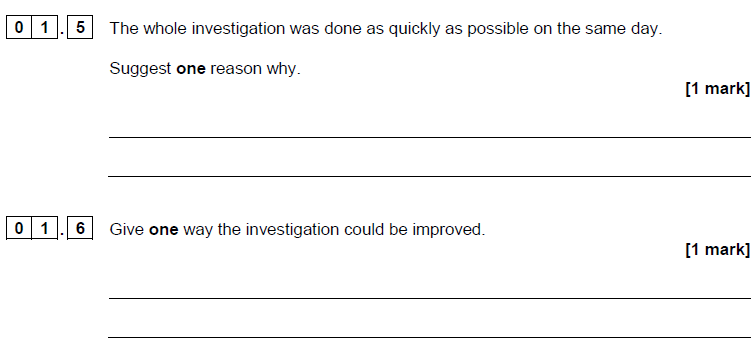 0 1 . 5 The whole investigation was done as quickly as possible on the same day.
Suggest one reason why.
[1 mark]
0 1 . 6 Give one way the investigation could be improved.
[1 mark]